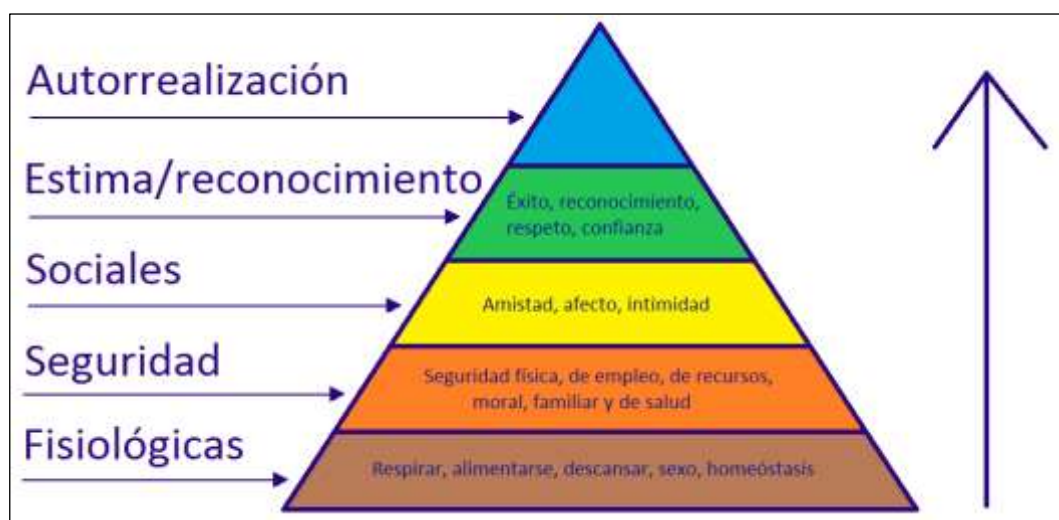 Autorrealización
Estima/reconocimiento
Éxito, reconocimiento,
respeto, confianza
Sociales
Amistad, afecto, intimidad
Seguridad
Seguridad física, de empleo, de recursos,
moral, familiar y de salud
Fisiológicas
Respirar, alimentarse, descansar, sexo, homeóstasis